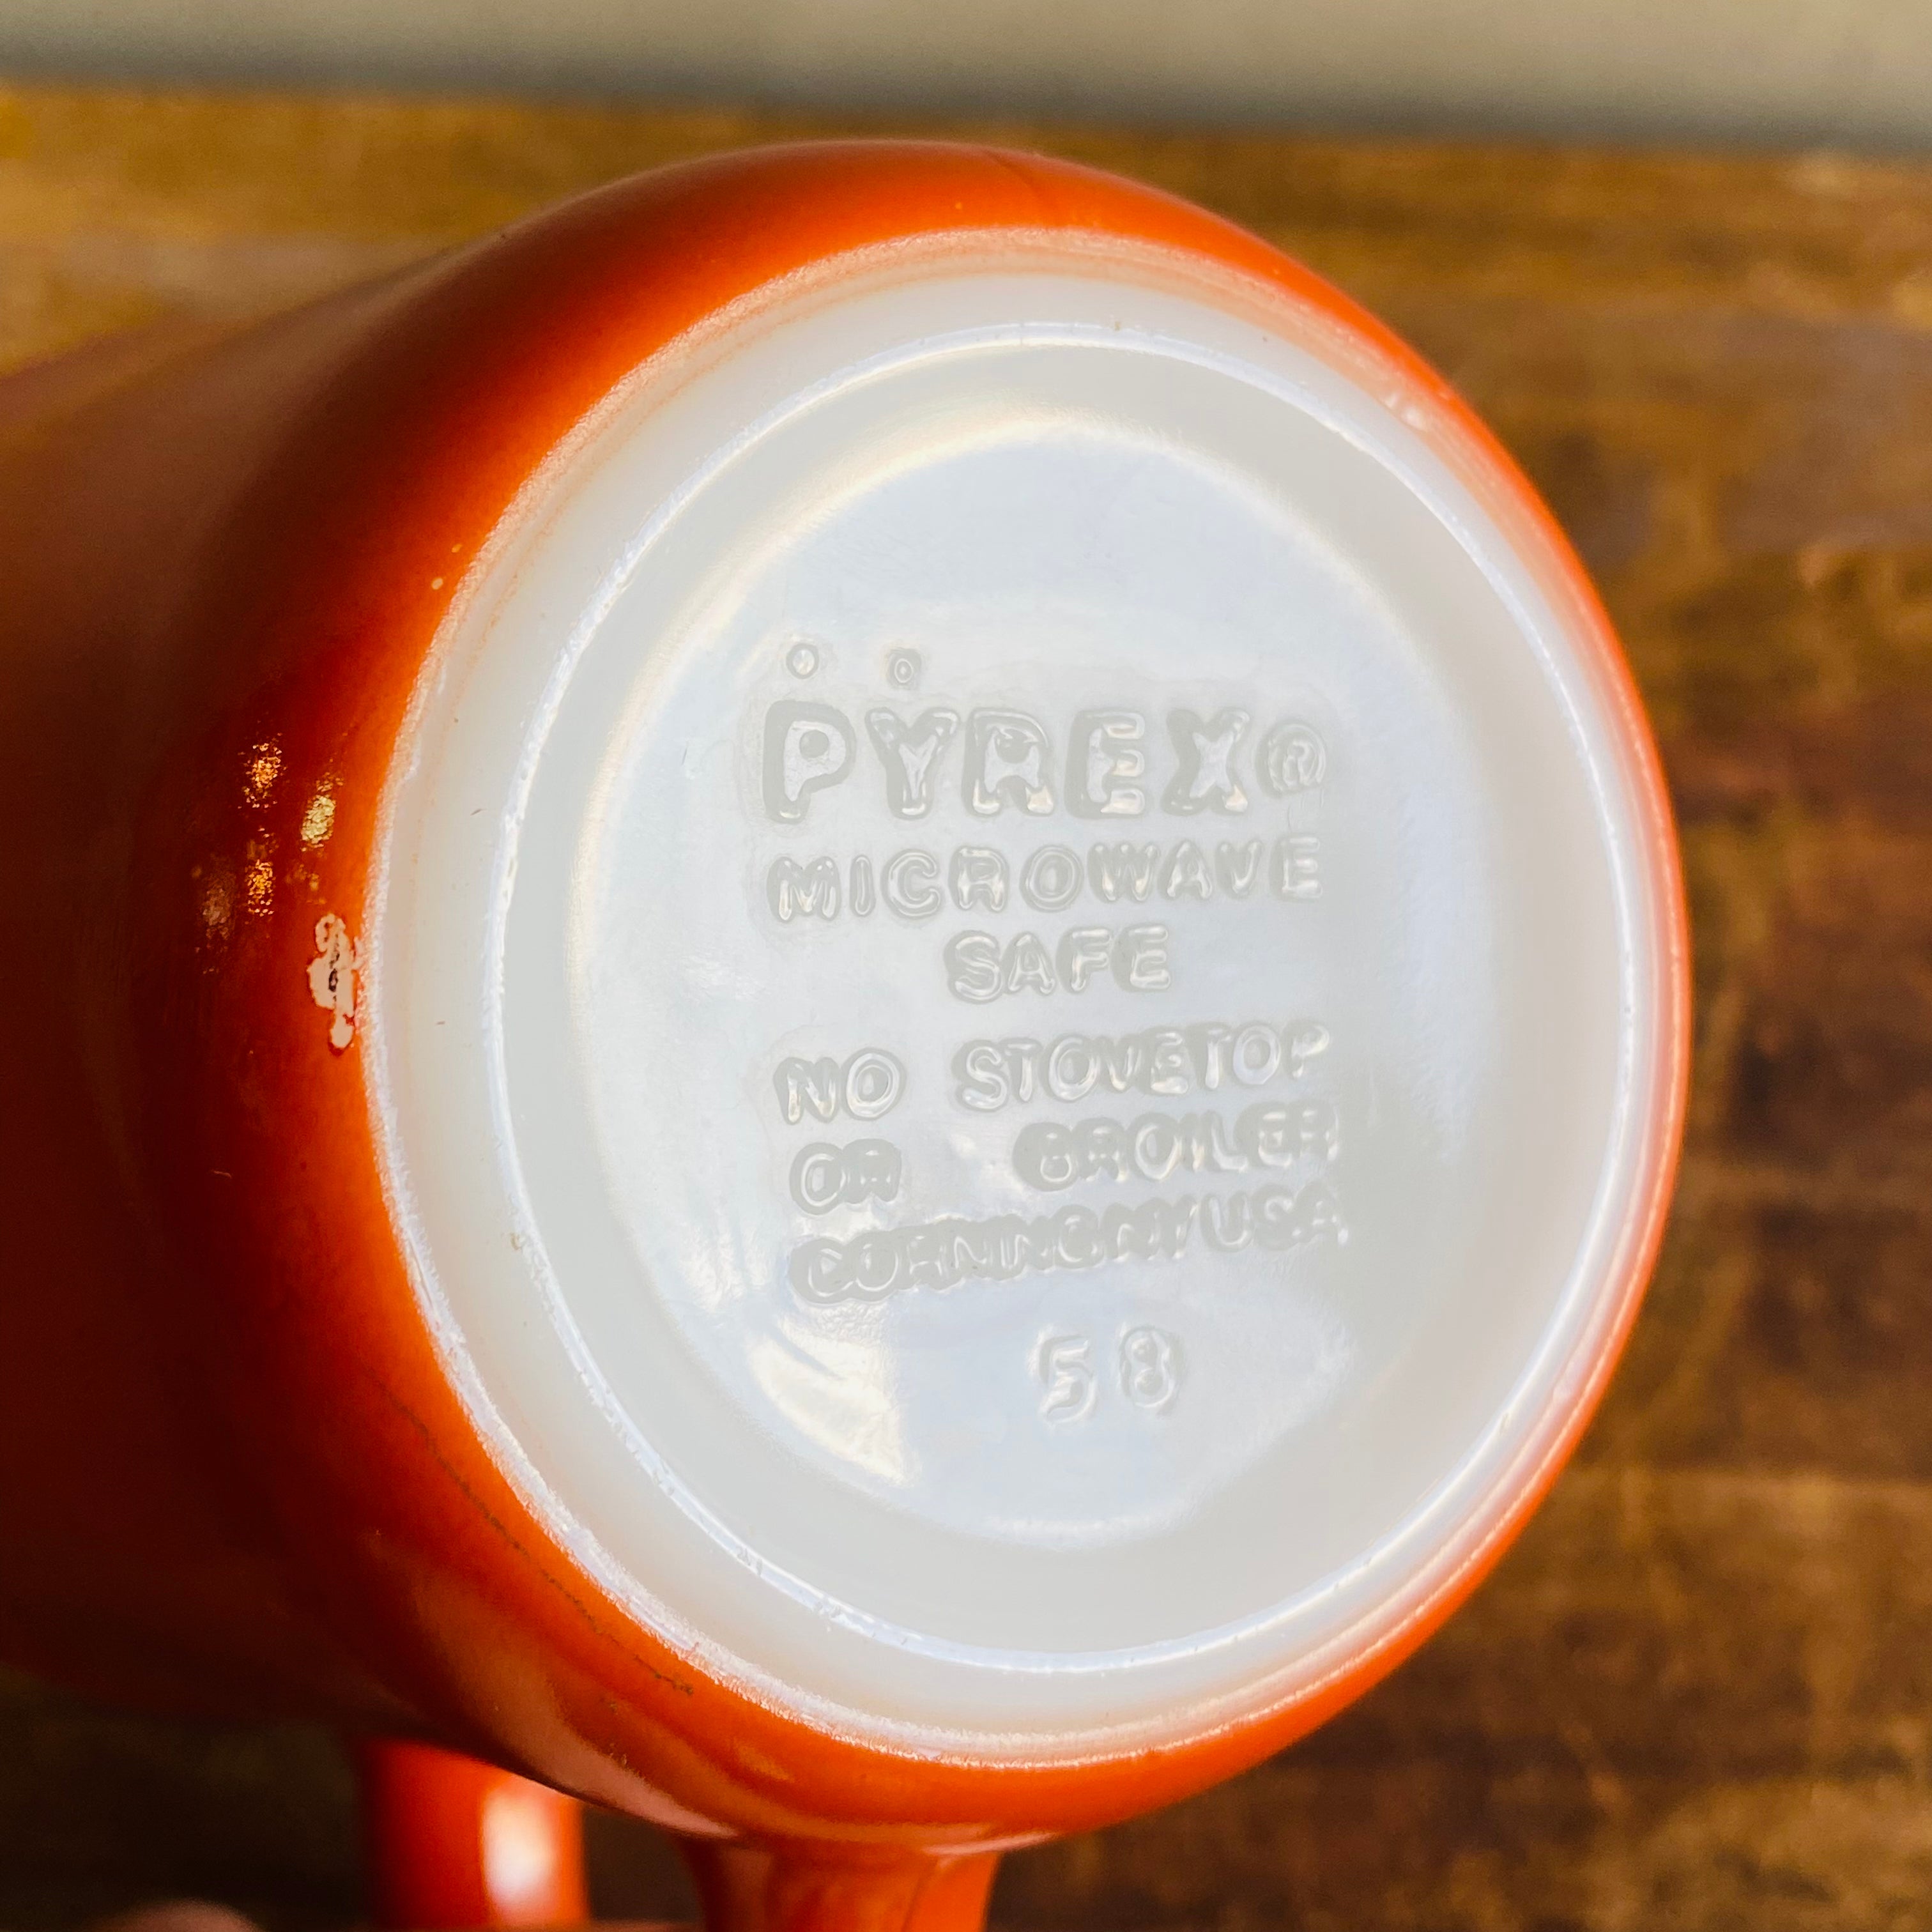 PYREX®
MICROWAVE
SAFE
NO STOVETOP
OR BROILER
CORNING NY USA
58